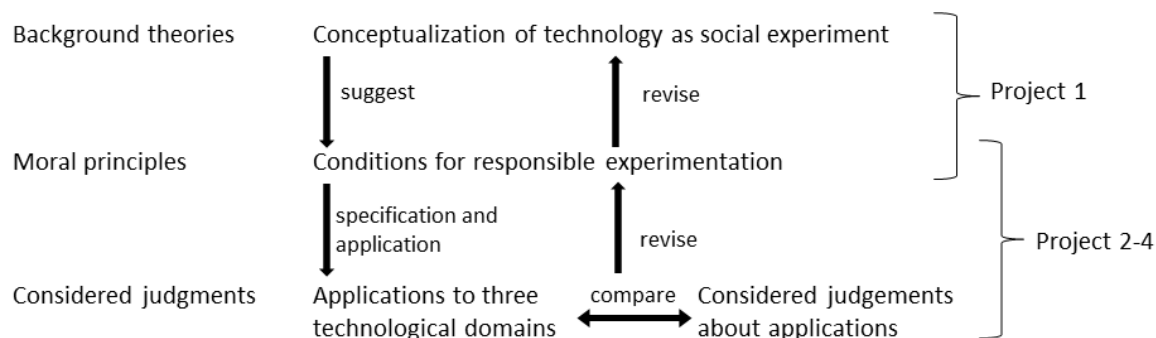 Background theories Conceptualization of technology as social experiment
suggest revise Project 1
Moral principles Conditions for responsible experimentation
specification and
application revise Project 2-4
Considered judgments Applications to three compare Considered judgements
technological domains about applications